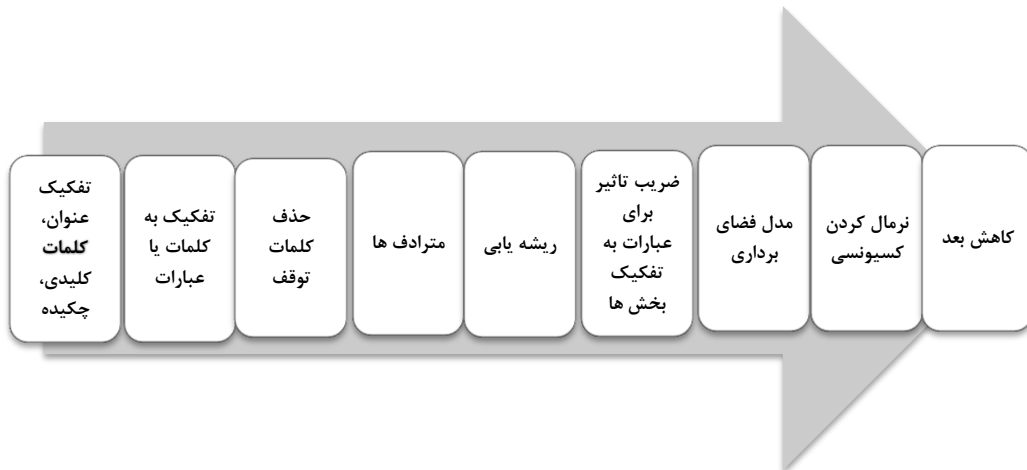 تفکیک
عنوان،
کلمات
کلیدی،
چکیده
تفکیک به
کلمات یا
عبارات
حذف
کلمات
توقف
مترادف ها
ریشه یابی
ضریب تاثیر
برای
عبارات به
تفکیک
بخش ها
مدل فضای
برداری
نرمال کردن
کسیونسی
کاهش بعد